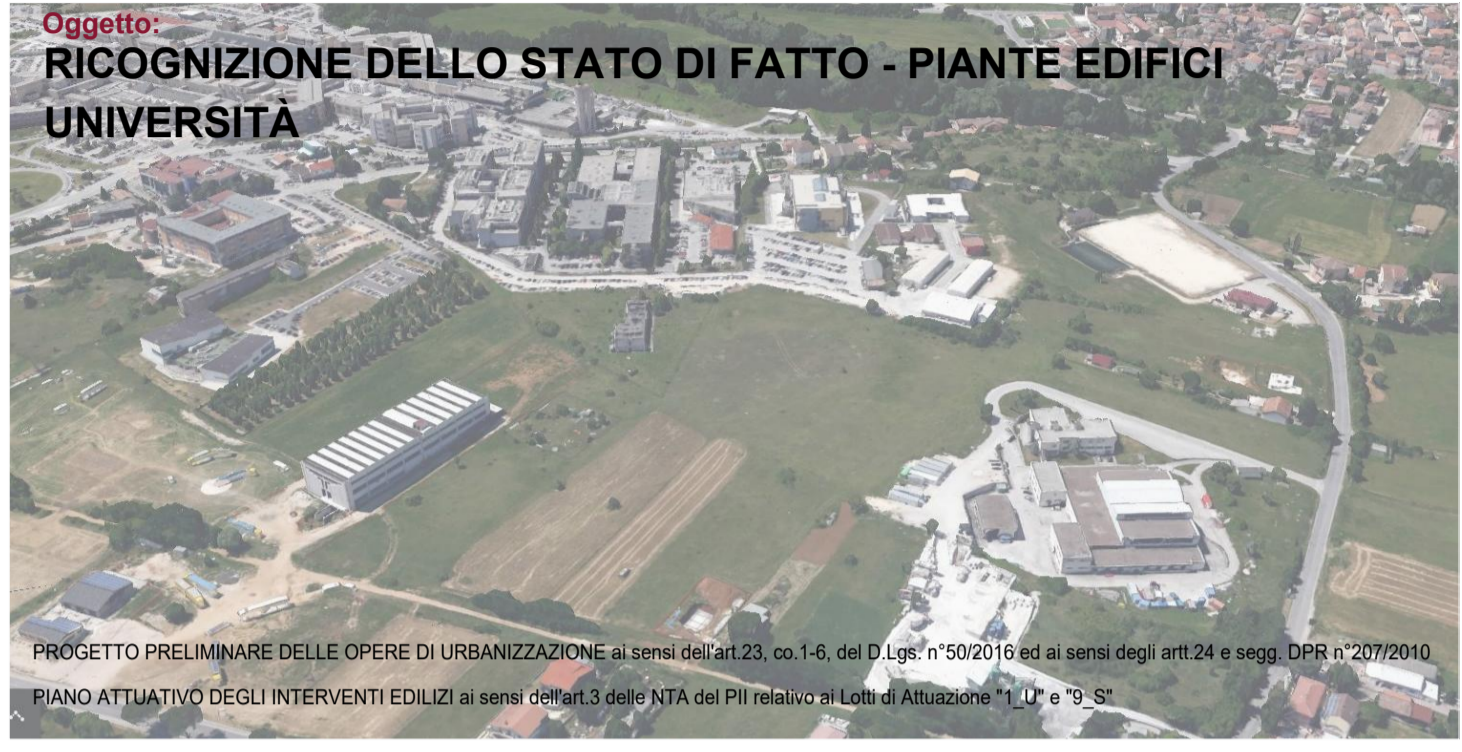 Oggetto:
RICOGNIZIONE DELLO STATO DI FATTO - PIANTE EDIFICI
UNIVERSITÀ
PROGETTO PRELIMINARE DELLE OPERE DI URBANIZZAZIONE ai sensi dell'art.23, co.1-6, del D.Lgs. n°50/2016 ed ai sensi degli artt.24 e segg. DPR n°207/2010
PIANO ATTUATIVO DEGLI INTERVENTI EDILIZI ai sensi dell'art.3 delle NTA del PII relativo ai Lotti di Attuazione "1_U" e "9_S"